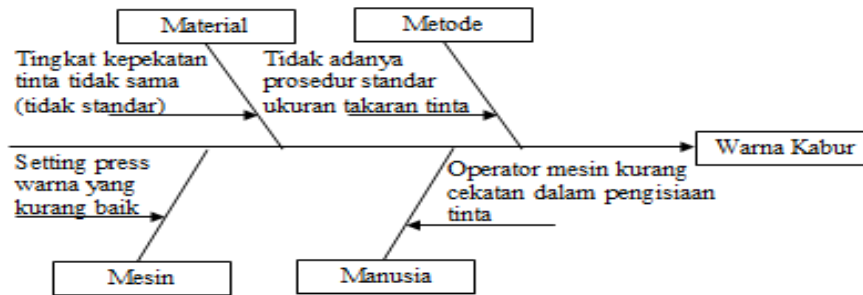 Material
Metode
Tingkat kepekatan
tinta tidak sama
(tidak standar)
Tidak adanya
prosedur standar
ukuran takaran tinta
Warna Kabur
Setting press
warna yang
kurang baik
Operator mesin kurang
cekatan dalam pengisiaan
tinta
Mesin
Manusia